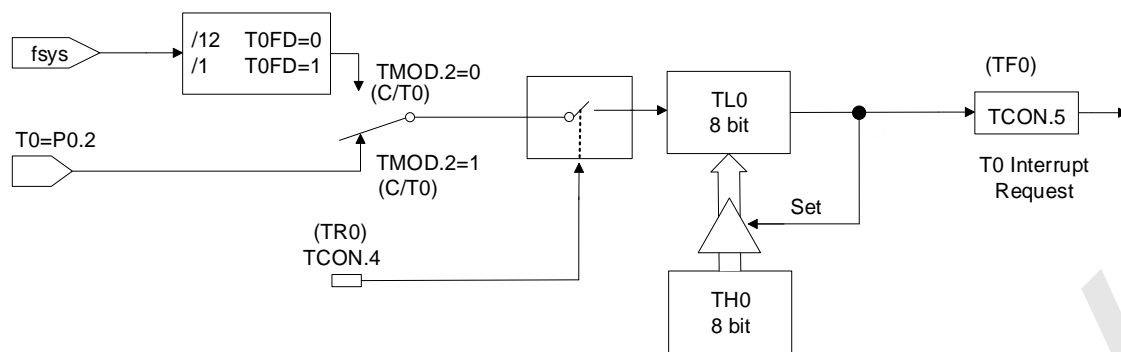 fsys
/12 T0FD=0
/1 T0FD=1
TMOD.2=0
(C/T0)
T0=P0.2
TMOD.2=1
(C/T0)
(TR0)
TCON.4
TL0
8 bit
Set
TH0
8 bit
(TF0)
TCON.5
T0 Interrupt
Request